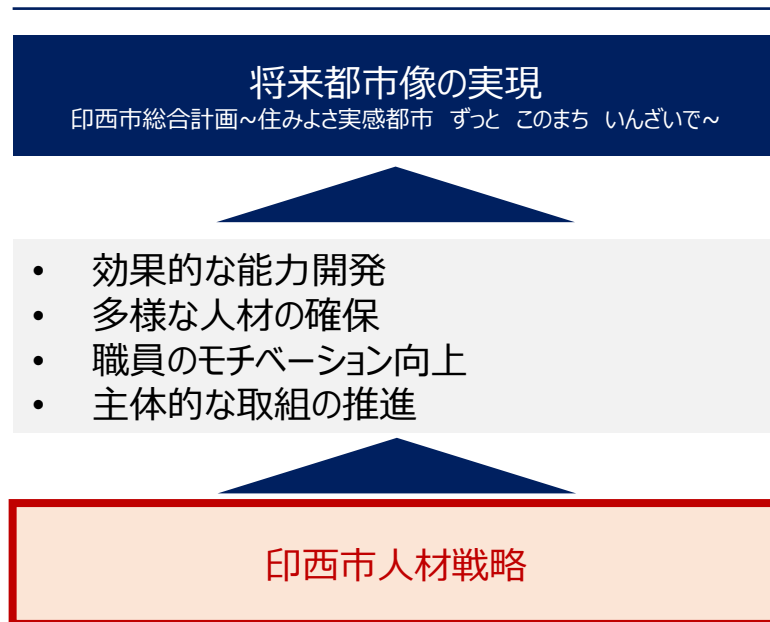 将来都市像の実現
印西市総合計画~住みよさ実感都市 ずっと このまち いんざいで~
• 効果的な能力開発
• 多様な人材の確保
• 職員のモチベーション向上
• 主体的な取組の推進
印西市人材戦略